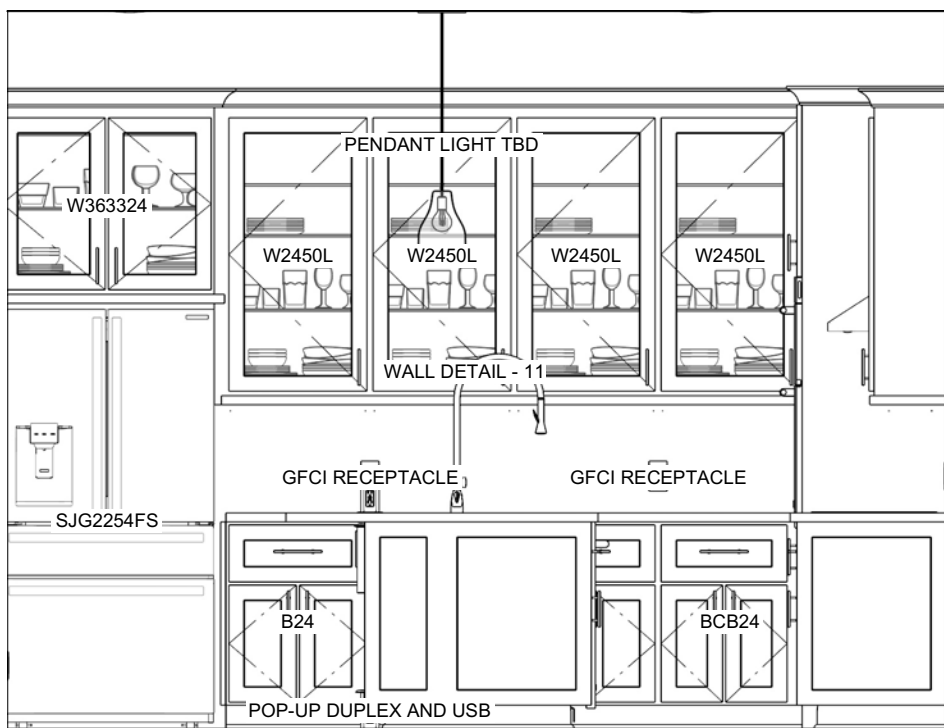 PENDANT LIGHT TBD
W363324
W2450L
W2450L
W2450L
W2450L
WALL DETAIL - 11
GFCI RECEPTACLE
GFCI RECEPTACLE
SJG2254FS
B24
BCB24
POP-UP DUPLEX AND USB